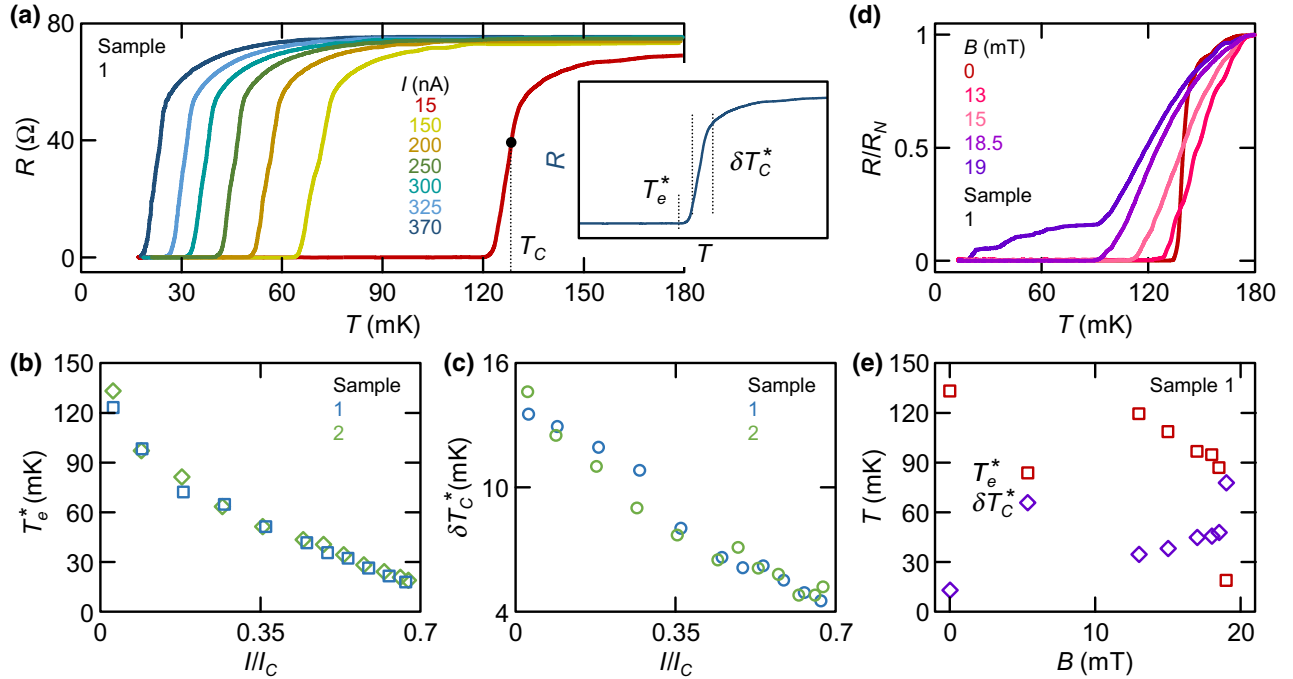 (a)
80
40
0
R (Ω)
Sample
1
I (nA)
15
150
200
250
300
325
370
T_C
0 30 60 90 120 150 180
T (mK)
R
T_e^*
δT_C^*
T
(d)
1
0.5
0
R/R_N
B (mT)
0
13
15
18.5
19
Sample
1
0 60 120 180
T (mK)
(b)
150
120
90
60
30
0
T_e^* (mK)
Sample
1
2
0 0.35 0.7
I/I_C
(c)
16
10
4
δT_C^* (mK)
Sample
1
2
0 0.35 0.7
I/I_C
(e)
150
120
90
60
30
0
T (mK)
Sample 1
T_e^*
δT_C^*
0 10 20
B (mT)